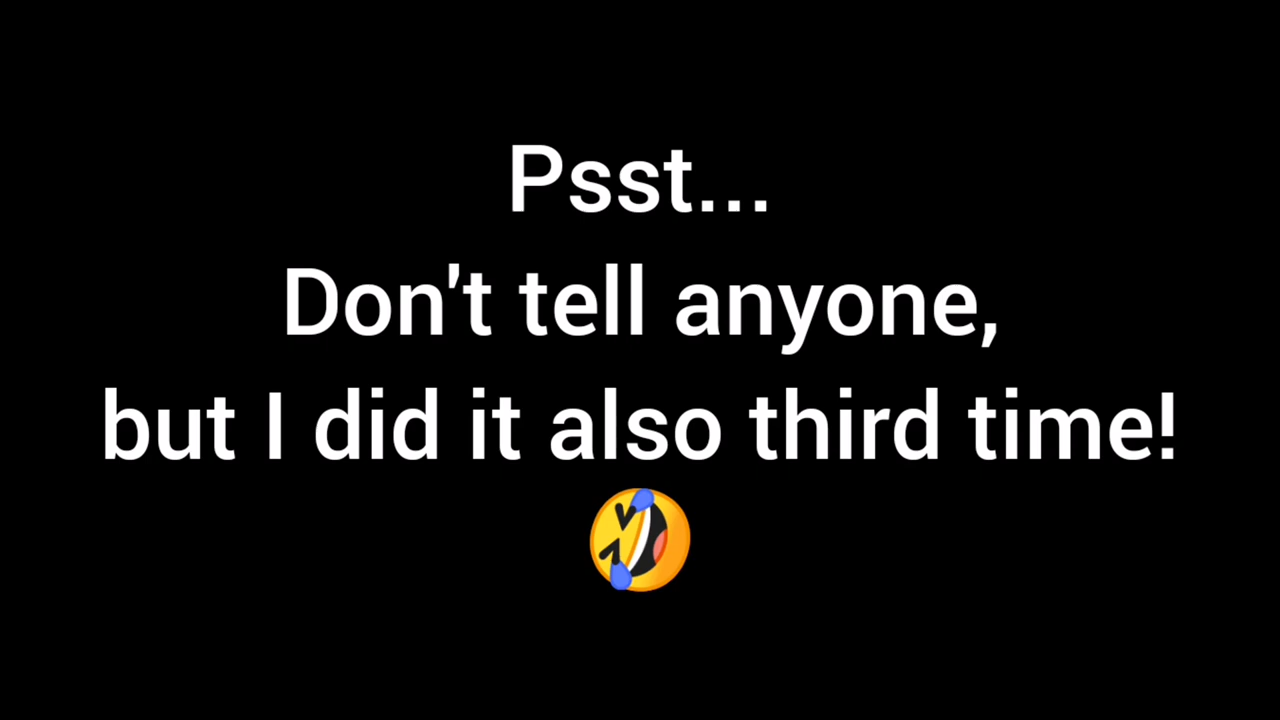 Psst...
Don't tell anyone,
but I did it also third time!
🤣